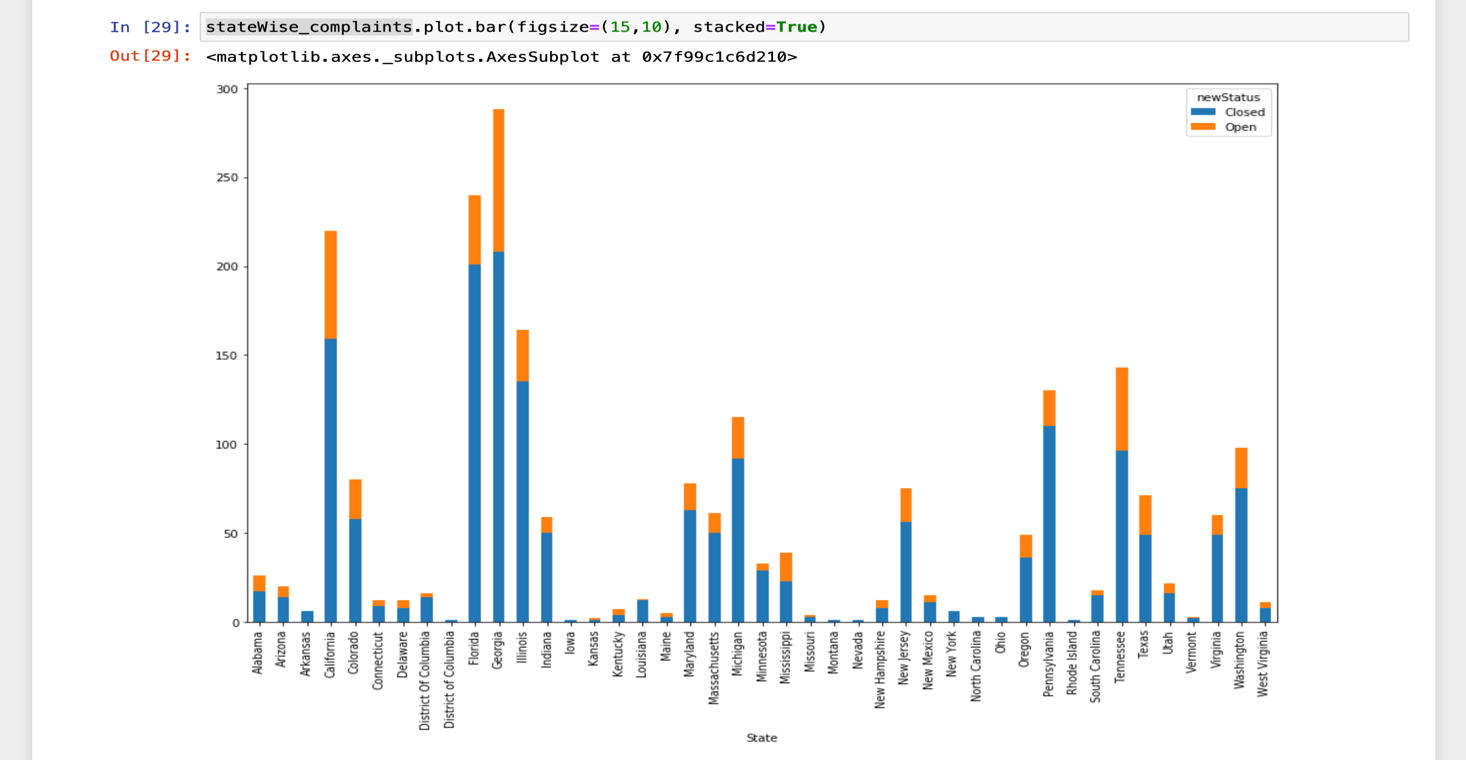 In [29]: stateWise_complaints.plot.bar(figsize=(15,10), stacked=True)
Out[29]: <matplotlib.axes._subplots.AxesSubplot at 0x7f99c1c6d210>
newStatus
Closed
Open
300
250
200
150
100
50
0
Alabama
Arizona
Arkansas
California
Colorado
Connecticut
Delaware
District Of Columbia
District of Columbia
Florida
Georgia
Illinois
Indiana
Iowa
Kansas
Kentucky
Louisiana
Maine
Maryland
Massachusetts
Michigan
Minnesota
Mississippi
Missouri
Montana
Nevada
New Hampshire
New Jersey
New Mexico
New York
North Carolina
Ohio
Oregon
Pennsylvania
Rhode Island
South Carolina
Tennessee
Texas
Utah
Vermont
Virginia
Washington
West Virginia
State